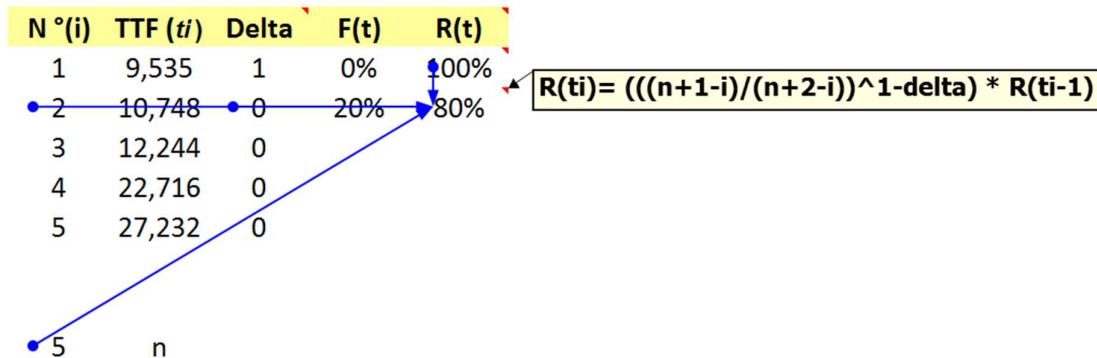 N °(i) TTF (ti) Delta F(t) R(t)
1 9,535 1 0% 100%
2 10,748 0 20% 80%
3 12,244 0
4 22,716 0
5 27,232 0
5 n
R(ti)= (((n+1-i)/(n+2-i))^1-delta) * R(ti-1)